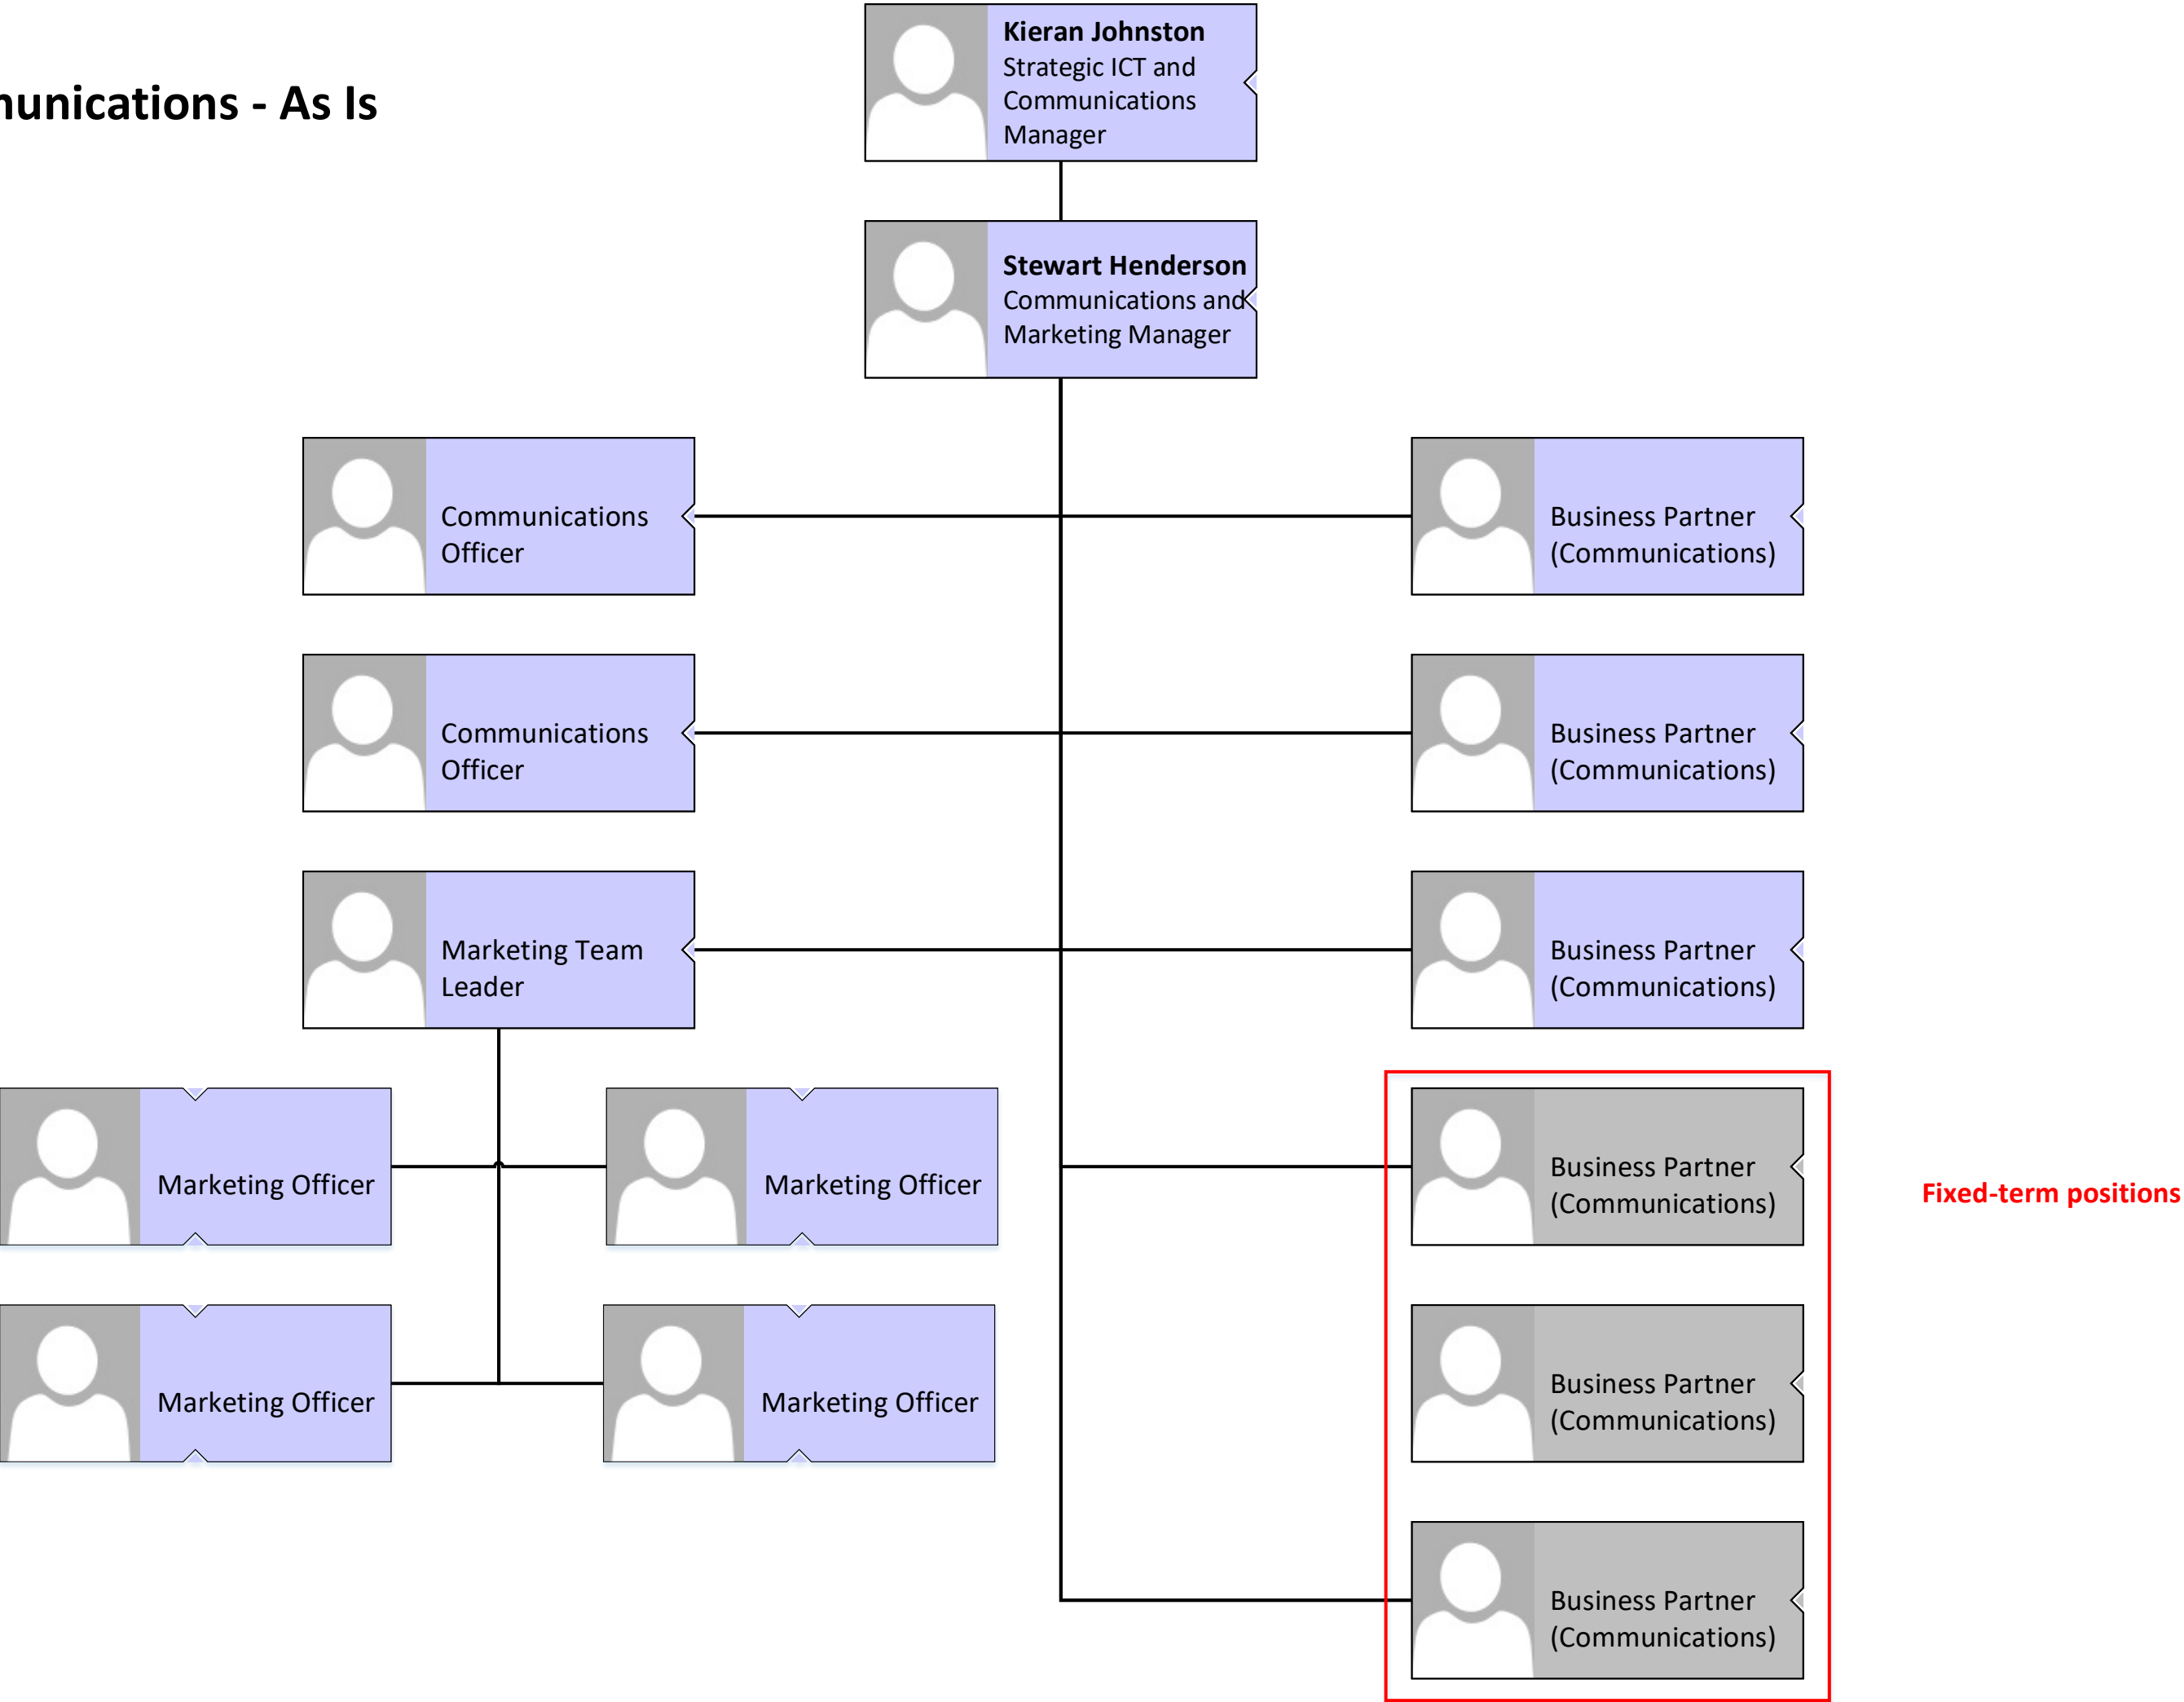 Kieran Johnston
Strategic ICT and
Communications
Manager
munications - As Is
Stewart Henderson
Communications and
Marketing Manager
Communications
Officer
Business Partner
(Communications)
Communications
Officer
Business Partner
(Communications)
Marketing Team
Leader
Business Partner
(Communications)
Marketing Officer
Marketing Officer
Business Partner
(Communications)
Fixed-term positions
Marketing Officer
Marketing Officer
Business Partner
(Communications)
Business Partner
(Communications)